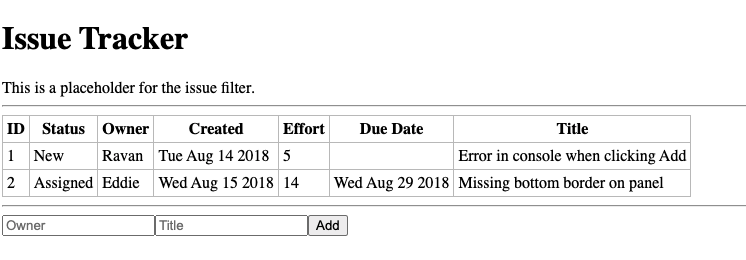 Issue Tracker
This is a placeholder for the issue filter.
ID Status Owner Created Effort Due Date Title
1 New Ravan Tue Aug 14 2018 5 Error in console when clicking Add
2 Assigned Eddie Wed Aug 15 2018 14 Wed Aug 29 2018 Missing bottom border on panel
Owner Title Add